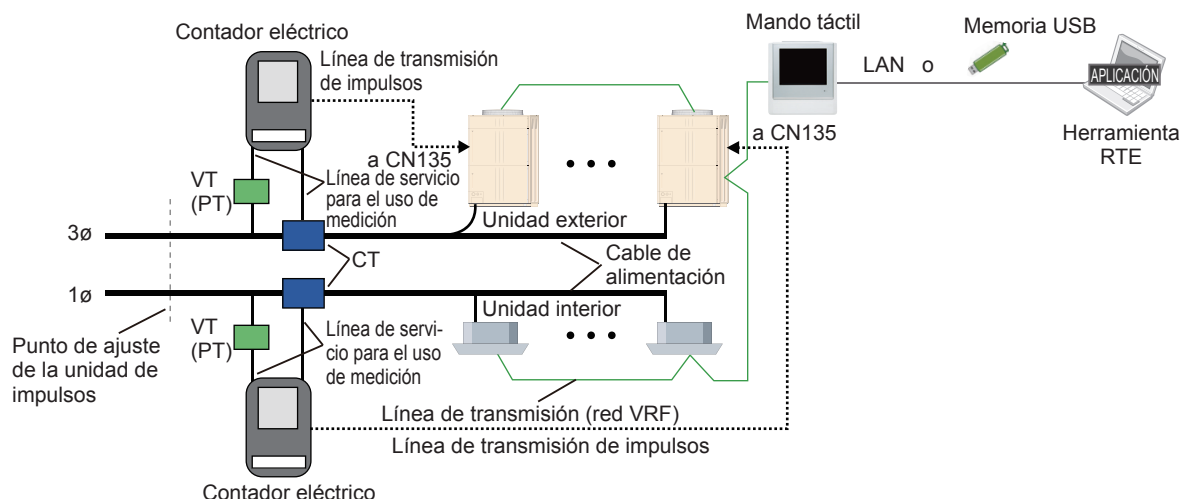 Contador eléctrico
Línea de transmisión
de impulsos
Mando táctil
Memoria USB
LAN o
APLICACIÓN
Herramienta
RTE
a CN135
a CN135
VT
(PT)
Línea de servicio
para el uso de
medición
Unidad exterior
3ø
CT
Cable de
alimentación
1ø
Unidad interior
VT
(PT)
Línea de servi-
cio para el uso
de medición
Punto de ajuste
de la unidad de
impulsos
Línea de transmisión (red VRF)
Línea de transmisión de impulsos
Contador eléctrico